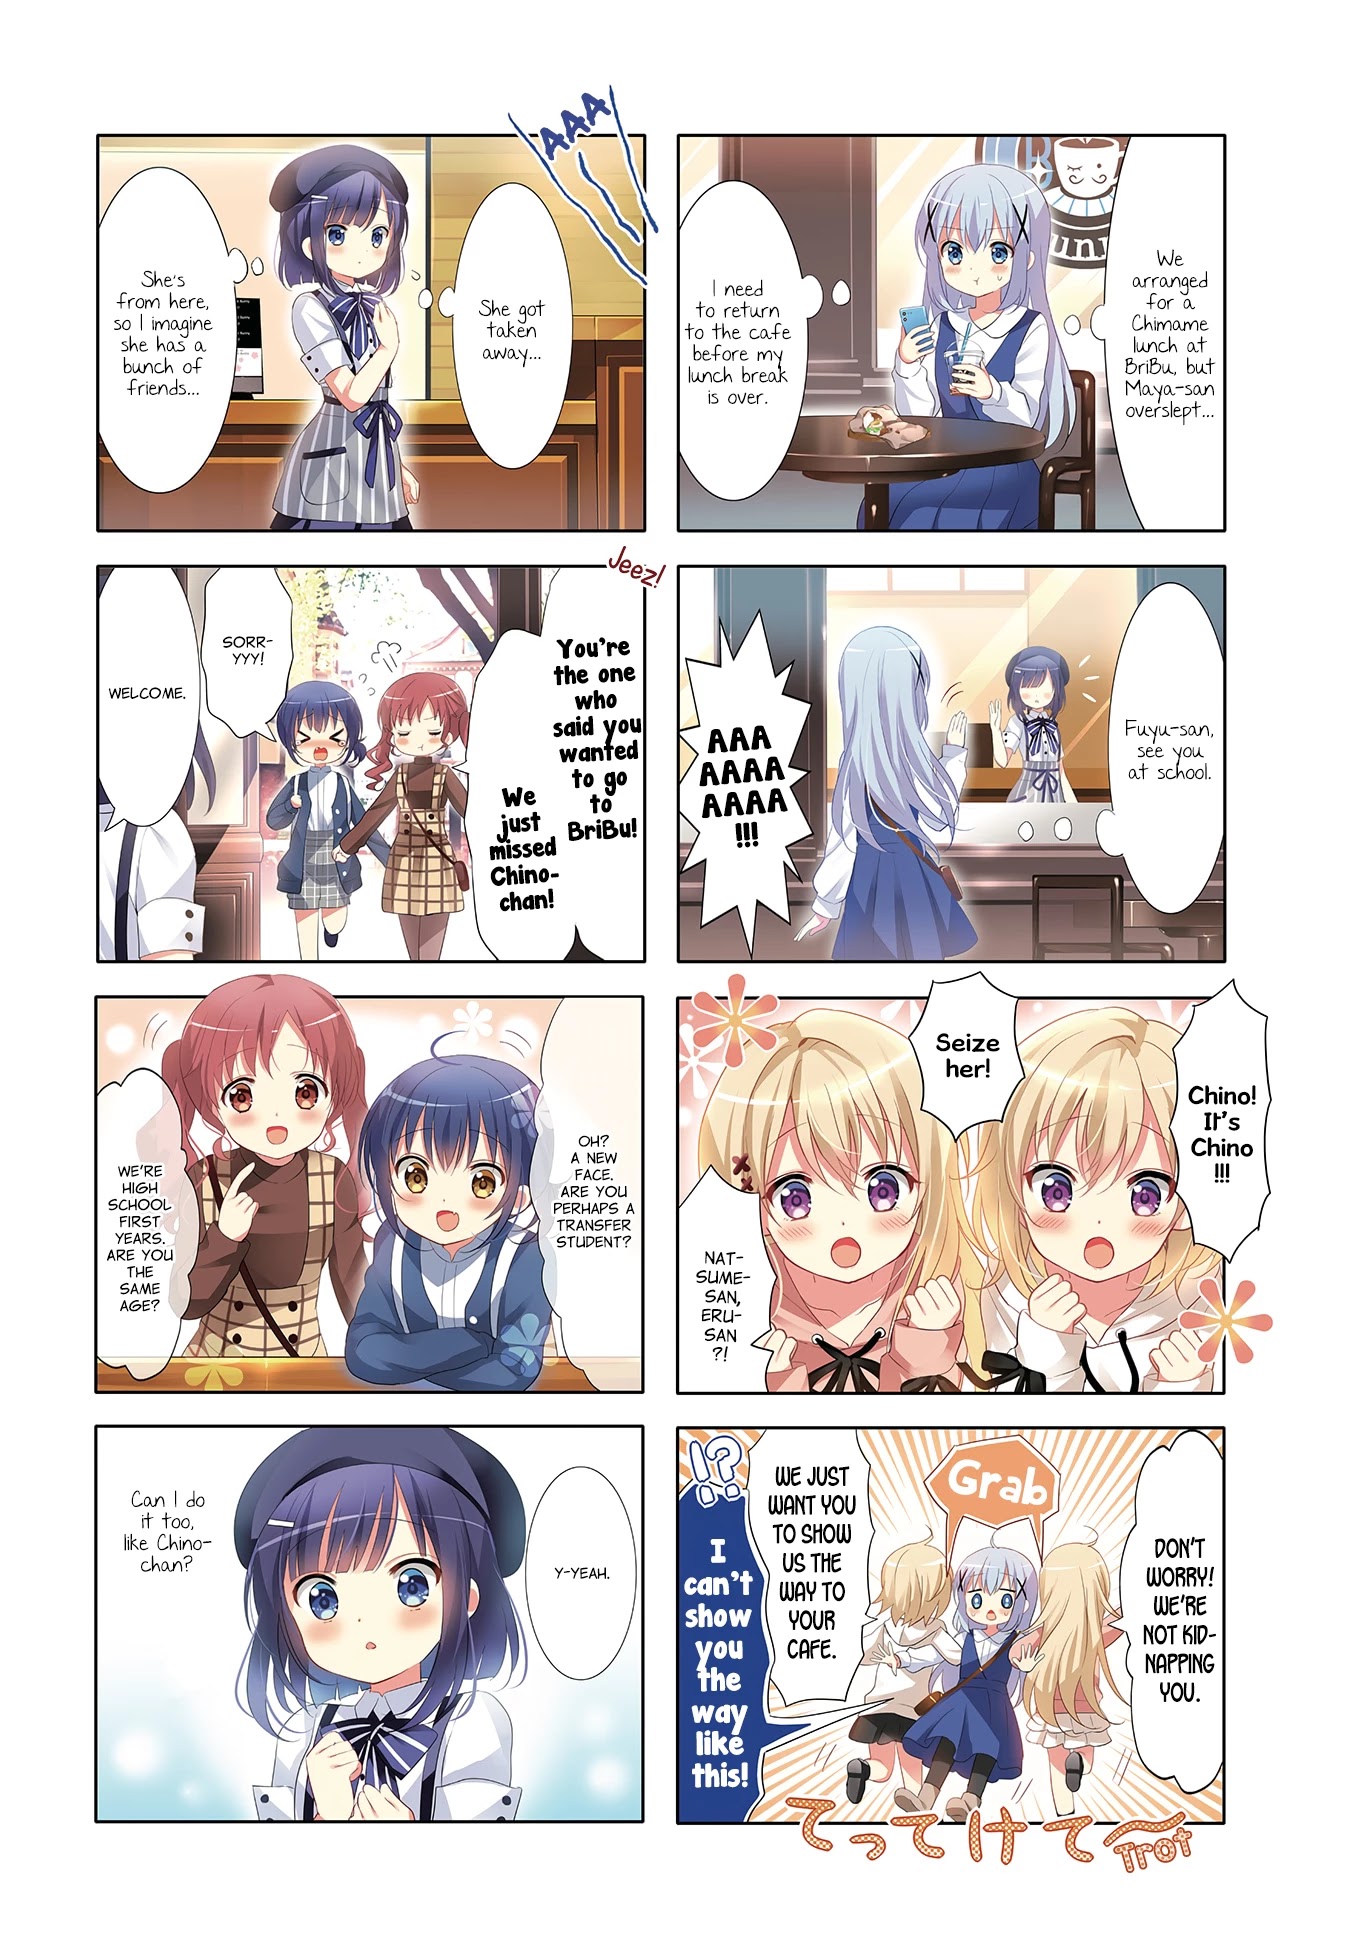 We
arranged
for a
Chimame
lunch at
BriBu, but
Maya-san
overslept...
I need
to return
to the cafe
before my
lunch break
is over.
B
unny
Fuyu-san,
see you
at school.
AAA
AAAA
AAAA
!!!
Chino!
It's
Chino
!!!
Seize
her!
NAT-
SUME-
SAN,
ERU-
SAN
?!
DON'T
WORRY!
WE'RE
NOT KID-
NAPPING
YOU.
Grab
WE JUST
WANT YOU
TO SHOW
US THE
WAY TO
YOUR
CAFE.
!?
I
can't
show
you
the
way
like
this!
てってけて～
Trot
AAA
She got
taken
away...
She's
from here,
so I imagine
she has a
bunch of
friends...
Jeez!
You're
the one
who
said you
wanted
to go
to
BriBu!
We
just
missed
Chino-
chan!
SORR-
YYY!
WELCOME.
OH?
A NEW
FACE.
ARE YOU
PERHAPS A
TRANSFER
STUDENT?
WE'RE
HIGH
SCHOOL
FIRST
YEARS.
ARE YOU
THE
SAME
AGE?
Y-YEAH.
Can I do
it too,
like Chino-
chan?